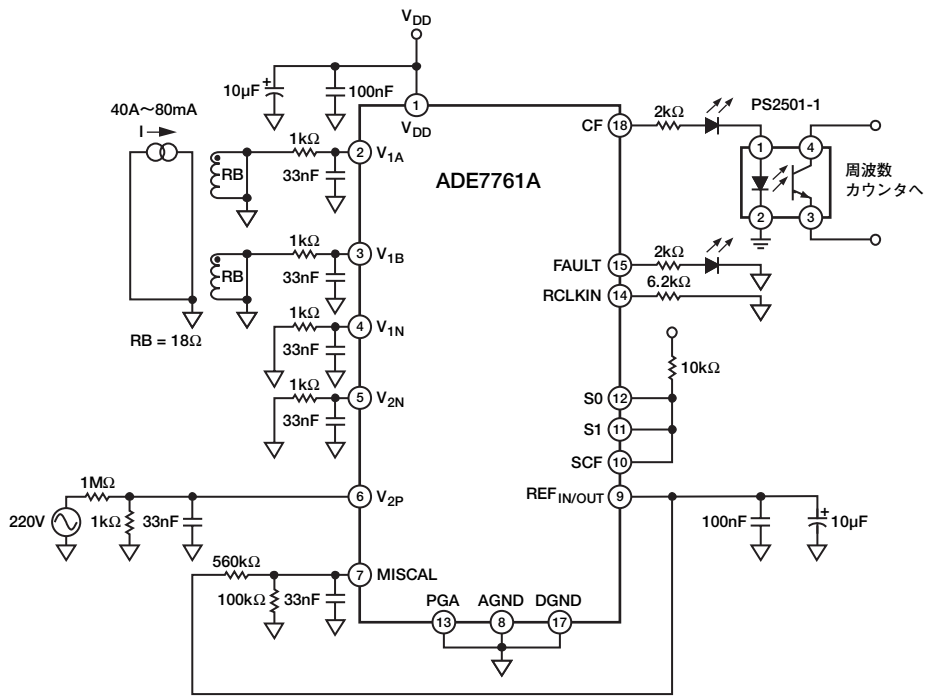 V_DD
10µF
+
100nF
40A～80mA
I
1
V_DD
1kΩ
2
V_1A
RB
33nF
ADE7761A
2kΩ
CF
18
PS2501-1
1
4
2
3
周波数
カウンタへ
1kΩ
3
V_1B
RB
33nF
FAULT
15
2kΩ
RCLKIN
14
6.2kΩ
RB = 18Ω
1kΩ
4
V_1N
33nF
1kΩ
5
V_2N
33nF
10kΩ
S0
12
S1
11
SCF
10
1MΩ
6
V_2P
220V
1kΩ
33nF
REF_IN/OUT
9
100nF
+
10µF
560kΩ
7
MISCAL
100kΩ
33nF
PGA
AGND
DGND
13
8
17